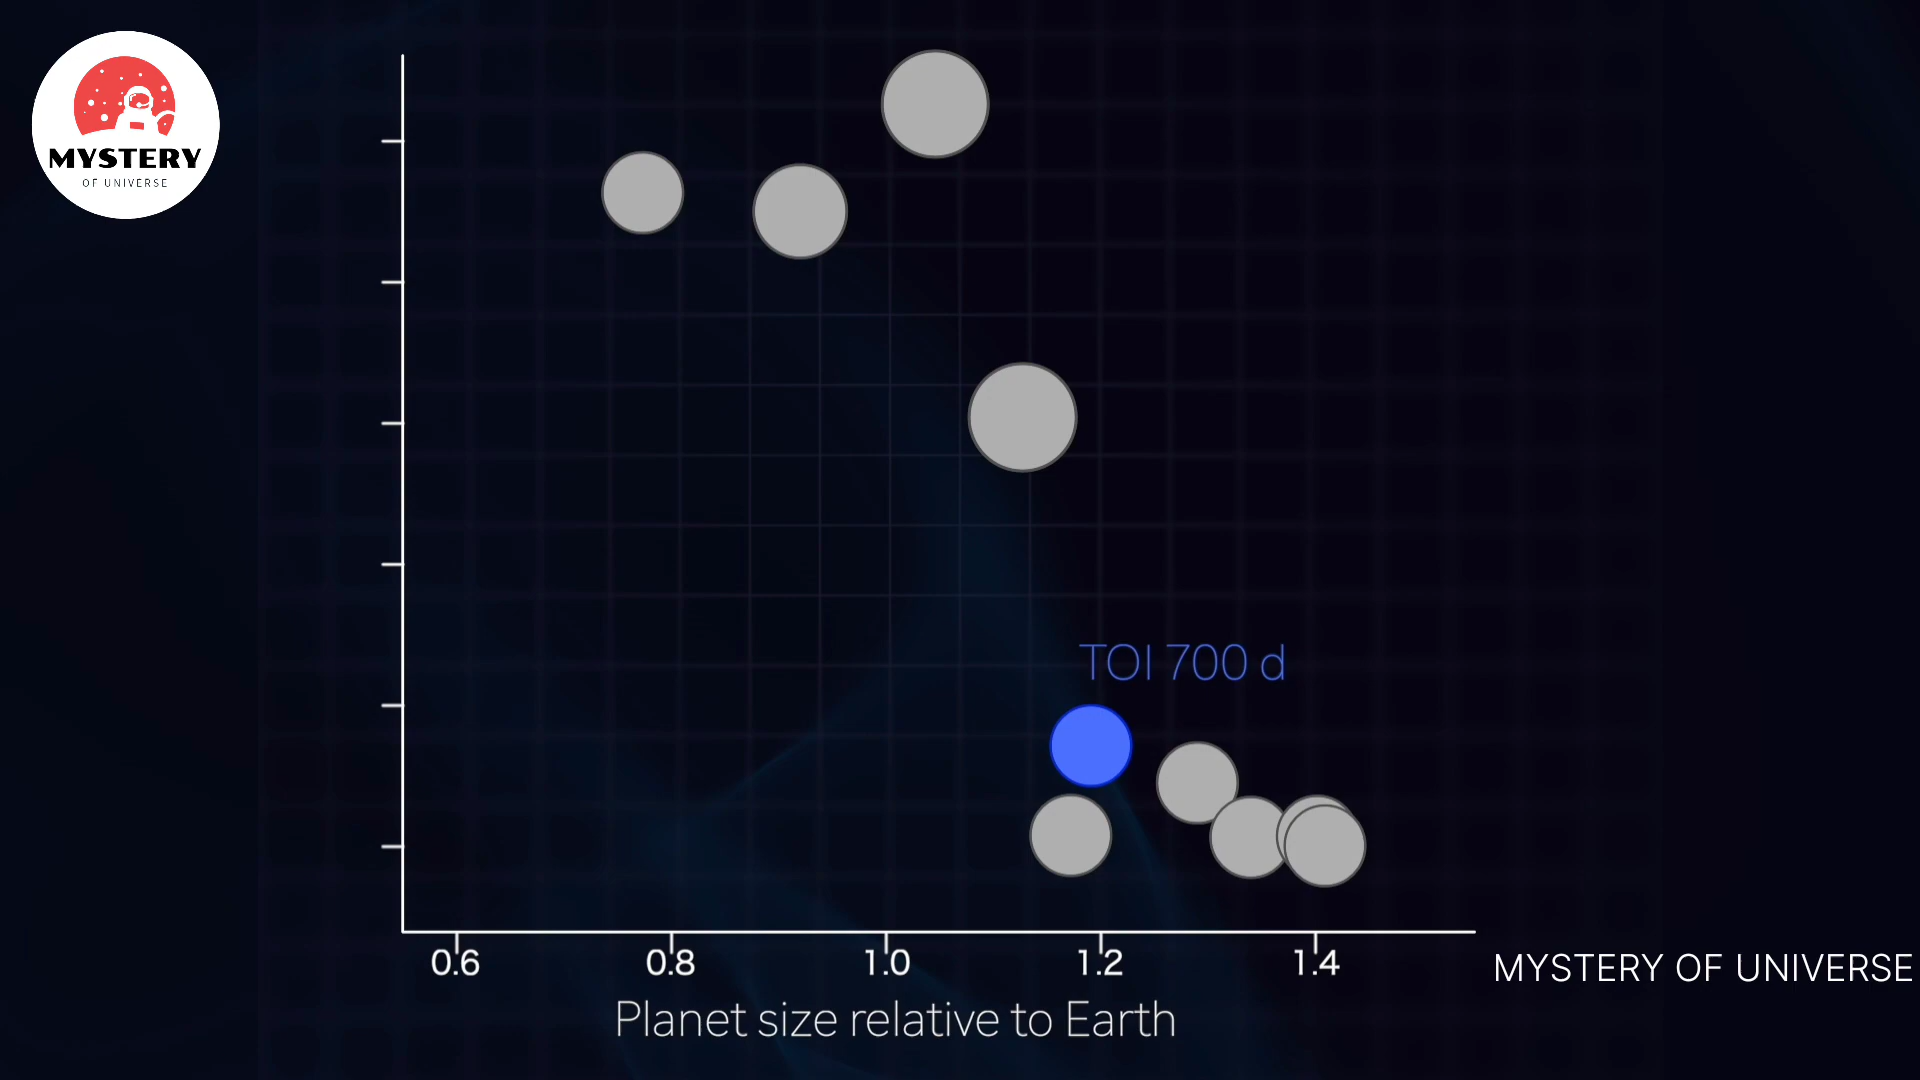 MYSTERY
OF UNIVERSE
TOI 700 d
0.6 0.8 1.0 1.2 1.4
MYSTERY OF UNIVERSE
Planet size relative to Earth